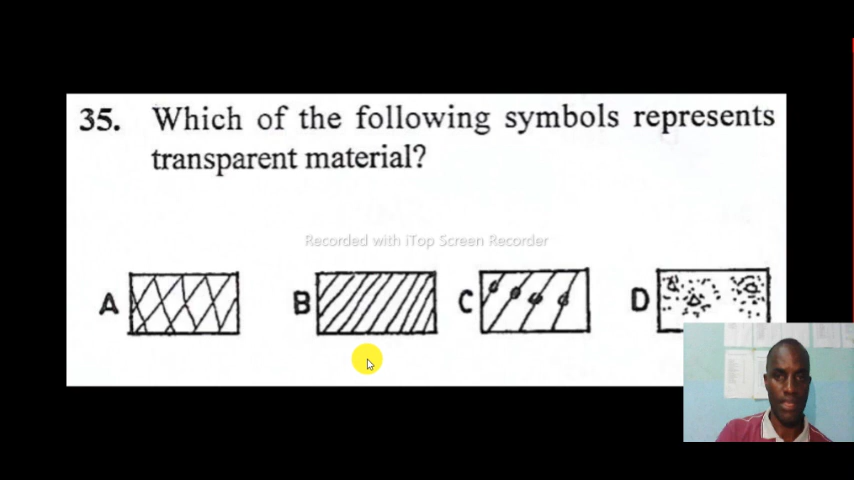 35. Which of the following symbols represents
transparent material?
Recorded with iTop Screen Recorder
A B C D